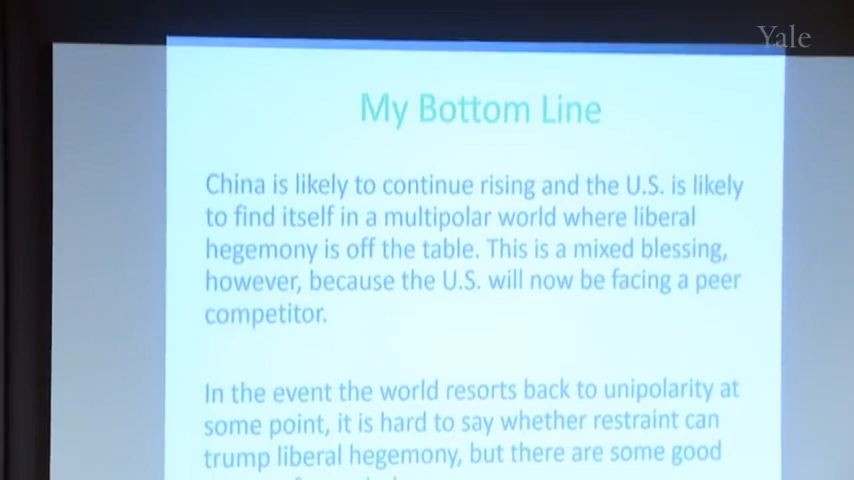 Yale
My Bottom Line
China is likely to continue rising and the U.S. is likely
to find itself in a multipolar world where liberal
hegemony is off the table. This is a mixed blessing,
however, because the U.S. will now be facing a peer
competitor.
In the event the world resorts back to unipolarity at
some point, it is hard to say whether restraint can
trump liberal hegemony, but there are some good